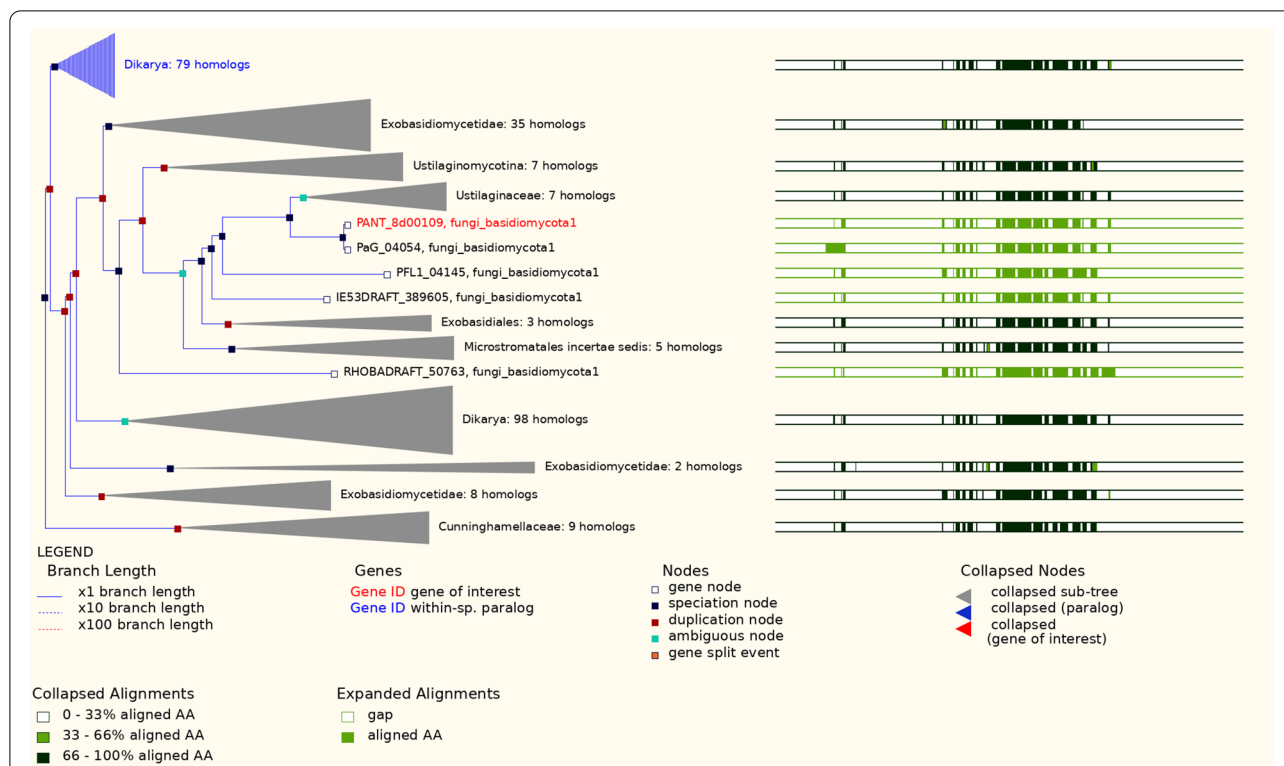 Dikarya: 79 homologs
Exobasidiomycetidae: 35 homologs
Ustilaginomycotina: 7 homologs
Ustilaginaceae: 7 homologs
PANT_8d00109, fungi_basidiomycota1
PaG_04054, fungi_basidiomycota1
PFL1_04145, fungi_basidiomycota1
IE53DRAFT_389605, fungi_basidiomycota1
Exobasidiales: 3 homologs
Microstromatales incertae sedis: 5 homologs
RHOBADRAFT_50763, fungi_basidiomycota1
Dikarya: 98 homologs
Exobasidiomycetidae: 2 homologs
Exobasidiomycetidae: 8 homologs
Cunninghamellaceae: 9 homologs
LEGEND
Branch Length
x1 branch length
x10 branch length
x100 branch length
Genes
Gene ID gene of interest
Gene ID within-sp. paralog
Nodes
gene node
speciation node
duplication node
ambiguous node
gene split event
Collapsed Nodes
collapsed sub-tree
collapsed (paralog)
collapsed
(gene of interest)
Collapsed Alignments
0 - 33% aligned AA
33 - 66% aligned AA
66 - 100% aligned AA
Expanded Alignments
gap
aligned AA